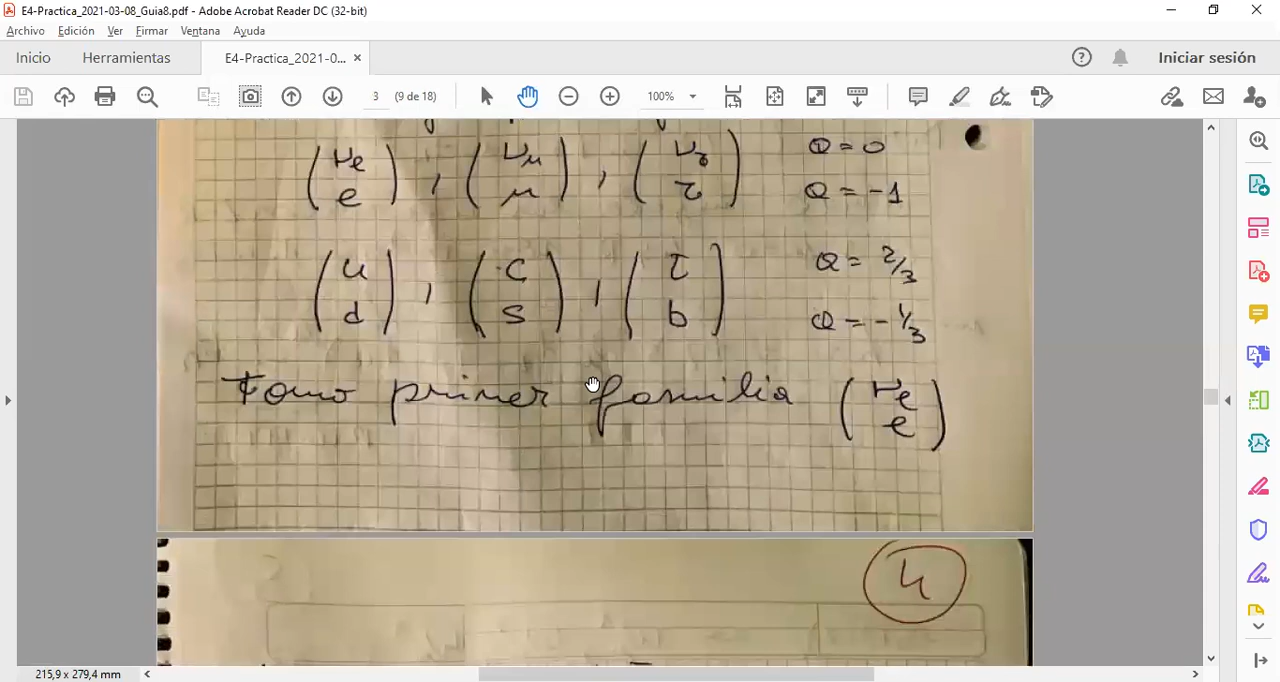 E4-Practica_2021-03-08_Guia8.pdf - Adobe Acrobat Reader DC (32-bit)
Archivo Edición Ver Firmar Ventana Ayuda
Inicio Herramientas E4-Practica_2021-0... × Iniciar sesión
3 (9 de 18) 100%
(νe e) , (νμ μ) , (ντ τ) Q = 0 Q = -1
(u d) , (c s) , (t b) Q = 2/3 Q = -1/3
Tomo primer familia (νe e)
4
215,9 x 279,4 mm